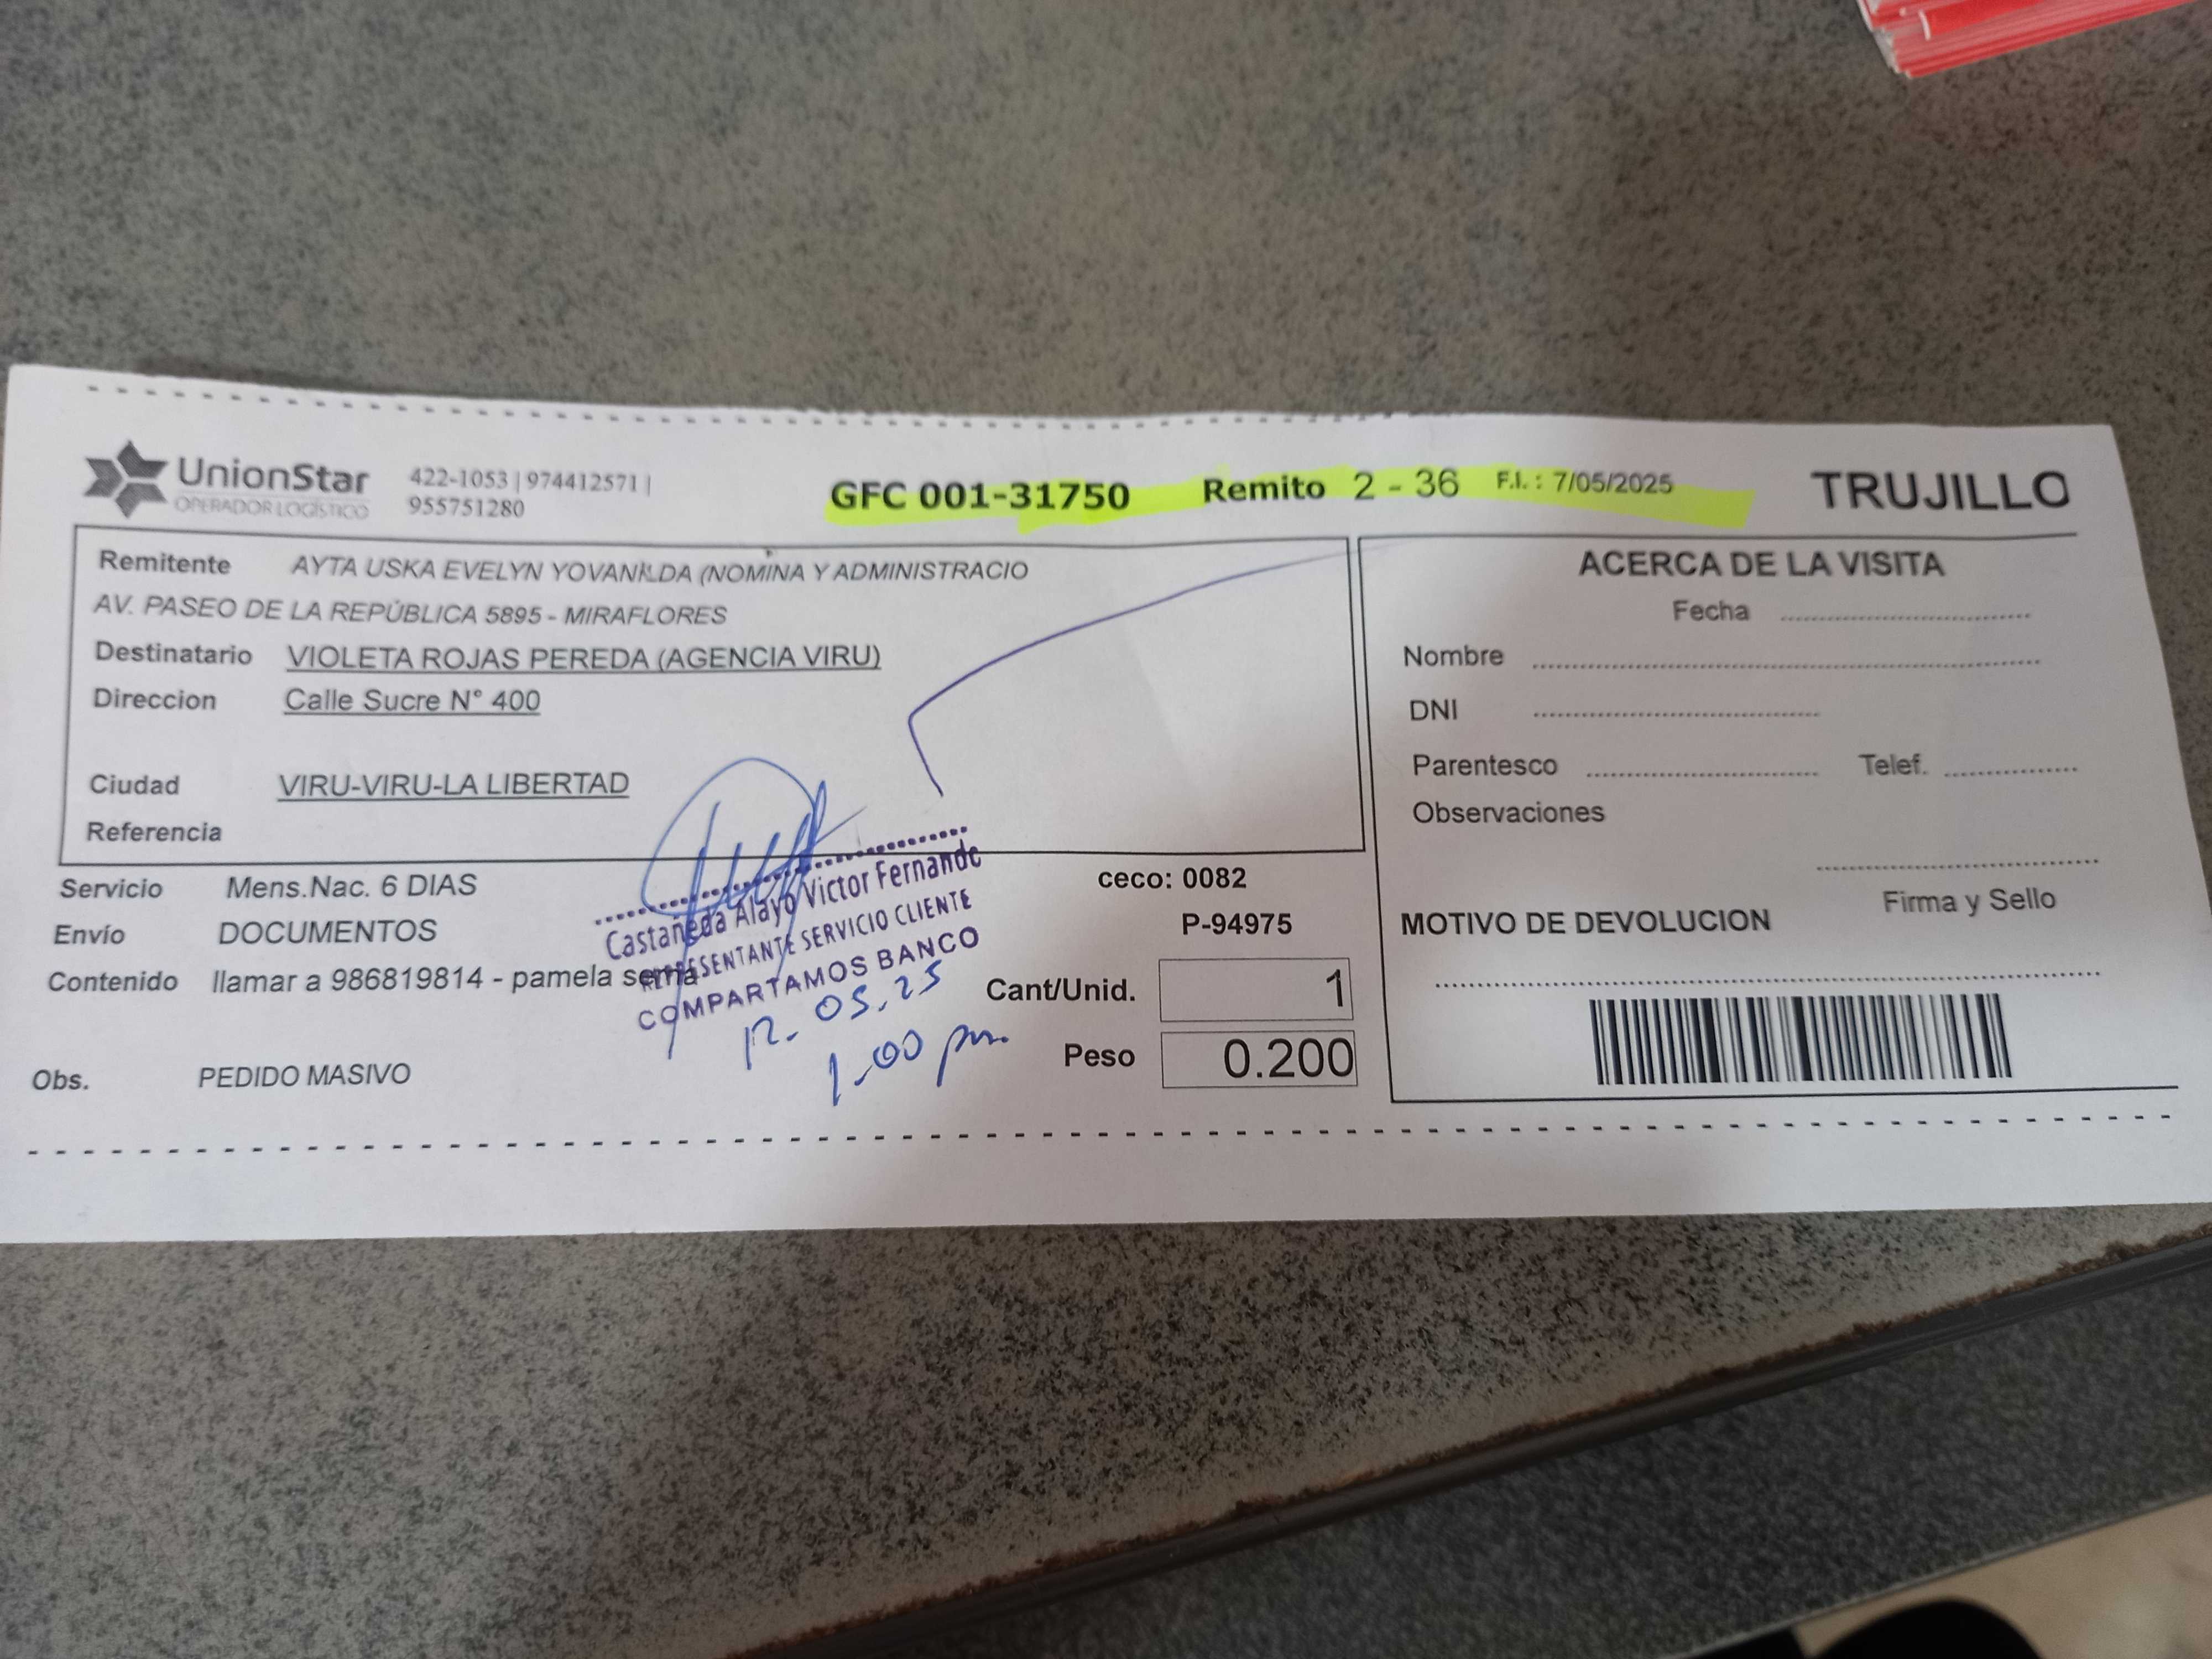 UnionStar
OPERADOR LOGÍSTICO
422-1053 | 974412571 |
955751280
GFC 001-31750 Remito 2 - 36 F.I. : 7/05/2025
TRUJILLO
Remitente AYTA USKA EVELYN YOVANILDA (NOMINA Y ADMINISTRACIO
AV. PASEO DE LA REPÚBLICA 5895 - MIRAFLORES
Destinatario VIOLETA ROJAS PEREDA (AGENCIA VIRU)
Direccion Calle Sucre N° 400
Ciudad VIRU-VIRU-LA LIBERTAD
Referencia
Servicio Mens.Nac. 6 DIAS
Envío DOCUMENTOS
Contenido llamar a 986819814 - pamela serna
Obs. PEDIDO MASIVO
Castañeda Alayo Victor Fernando
REPRESENTANTE SERVICIO CLIENTE
COMPARTAMOS BANCO
12. 05. 25
1.00 pm.
ceco: 0082
P-94975
Cant/Unid. 1
Peso 0.200
ACERCA DE LA VISITA
Fecha
Nombre
DNI
Parentesco Telef.
Observaciones
Firma y Sello
MOTIVO DE DEVOLUCION